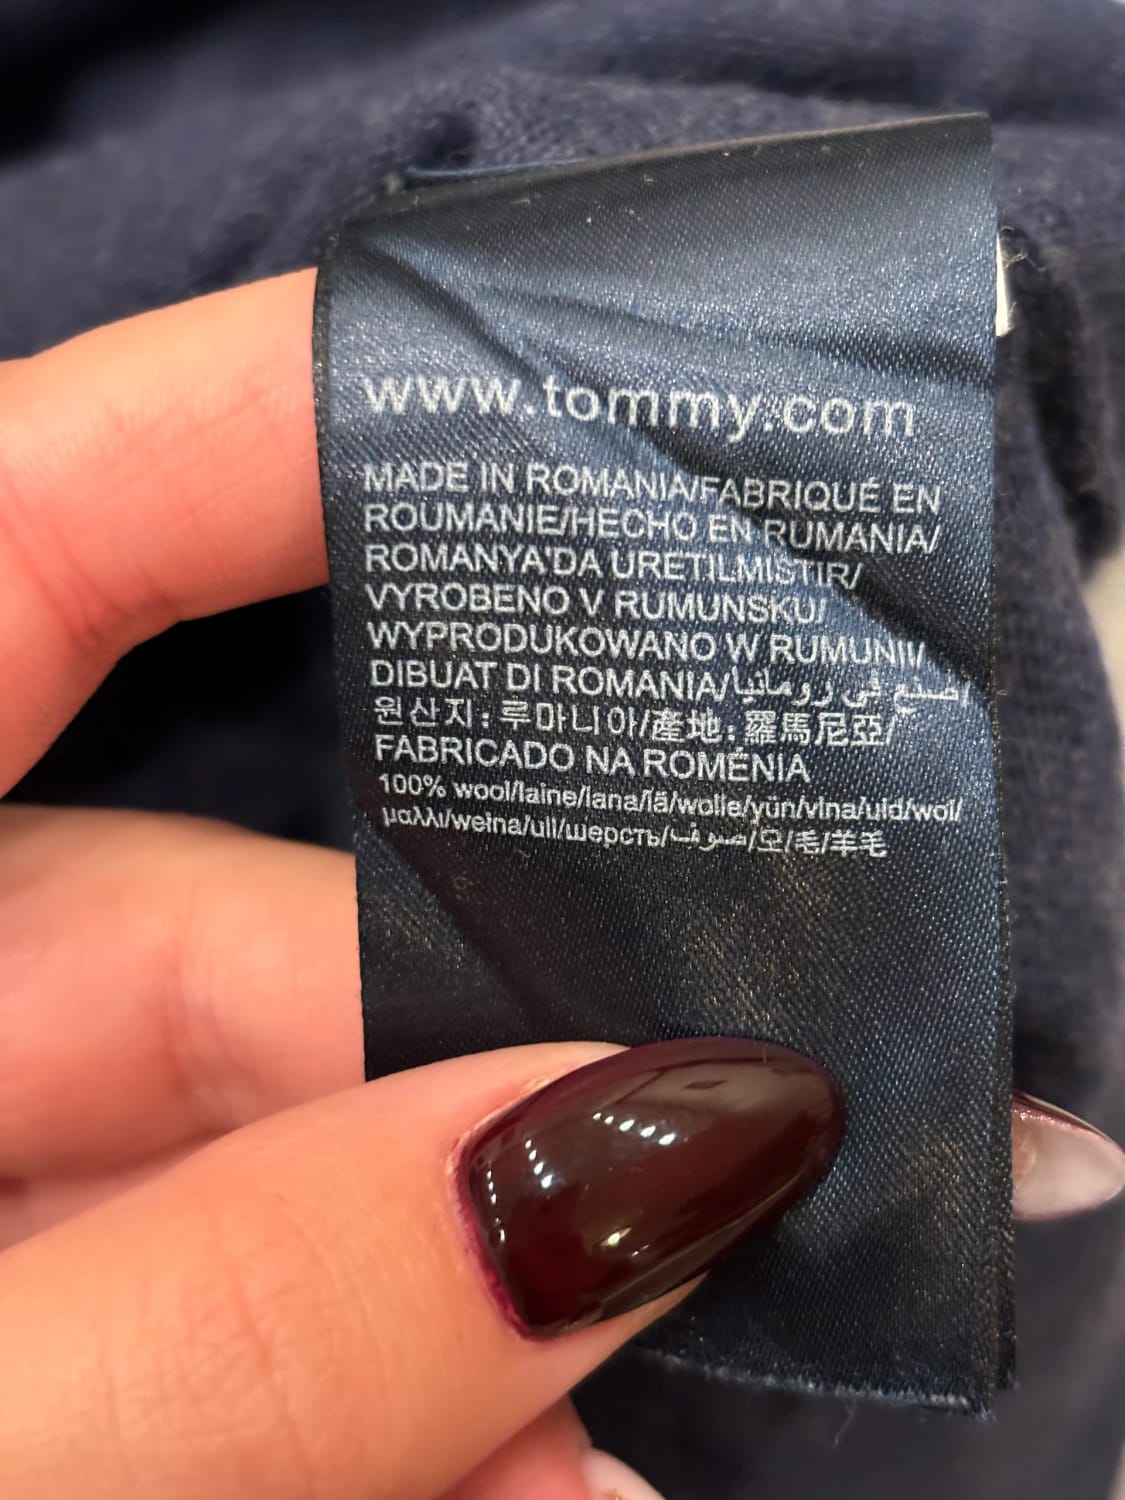 www.tommy.com
MADE IN ROMANIA/FABRIQUÉ EN
ROUMANIE/HECHO EN RUMANIA/
ROMANYA'DA URETILMISTIR/
VYROBENO V RUMUNSKU/
WYPRODUKOWANO W RUMUNII/
DIBUAT DI ROMANIA/صنع في رومانيا/
원산지: 루마니아/產地: 羅馬尼亞/
FABRICADO NA ROMÉNIA
100% wool/laine/lana/lã/wolle/yün/vlna/uld/wol/
μαλλι/wełna/ull/шерсть/صوف/모/毛/羊毛